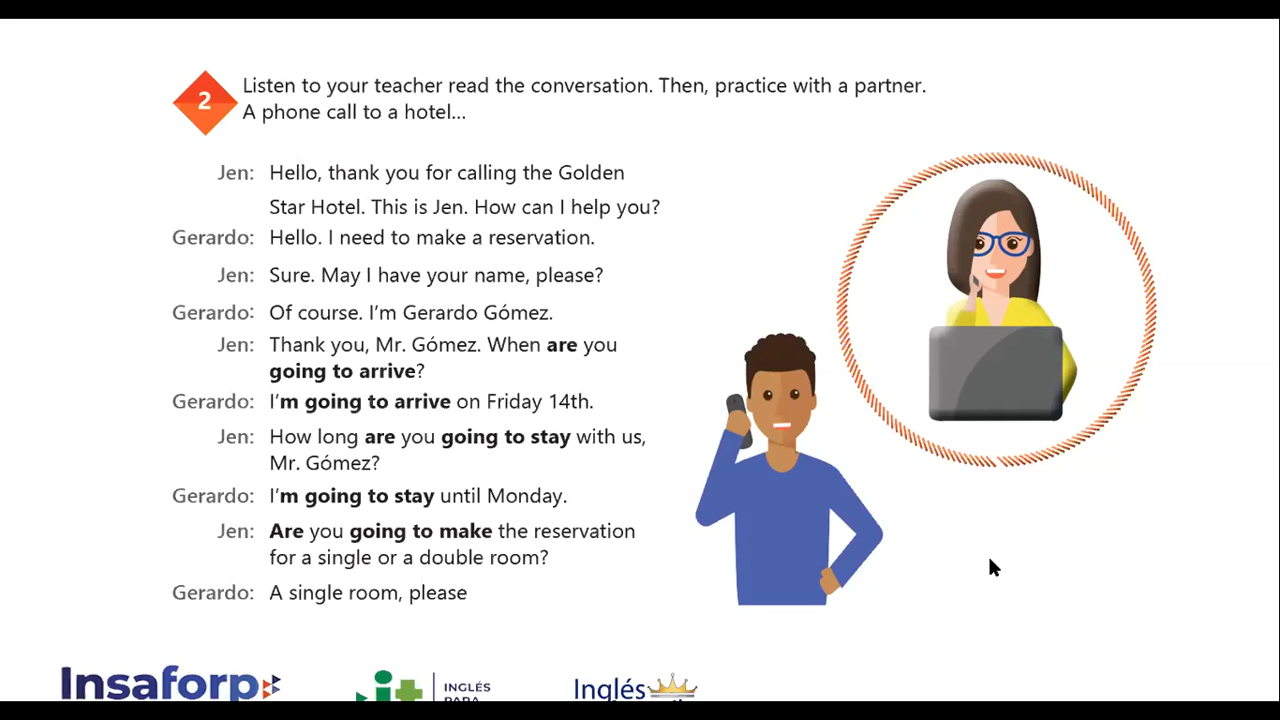 2
Listen to your teacher read the conversation. Then, practice with a partner.
A phone call to a hotel...
Jen: Hello, thank you for calling the Golden
Star Hotel. This is Jen. How can I help you?
Gerardo: Hello. I need to make a reservation.
Jen: Sure. May I have your name, please?
Gerardo: Of course. I'm Gerardo Gómez.
Jen: Thank you, Mr. Gómez. When are you
going to arrive?
Gerardo: I'm going to arrive on Friday 14th.
Jen: How long are you going to stay with us,
Mr. Gómez?
Gerardo: I'm going to stay until Monday.
Jen: Are you going to make the reservation
for a single or a double room?
Gerardo: A single room, please
Insaforp
it
INGLÉS
PARA
Inglés